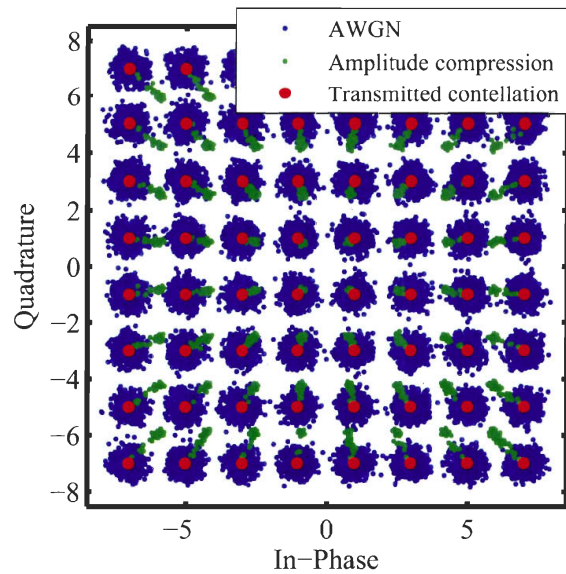 AWGN
Amplitude compression
Transmitted contellation
8
6
4
2
0
−2
−4
−6
−8
Quadrature
−5
0
5
In−Phase